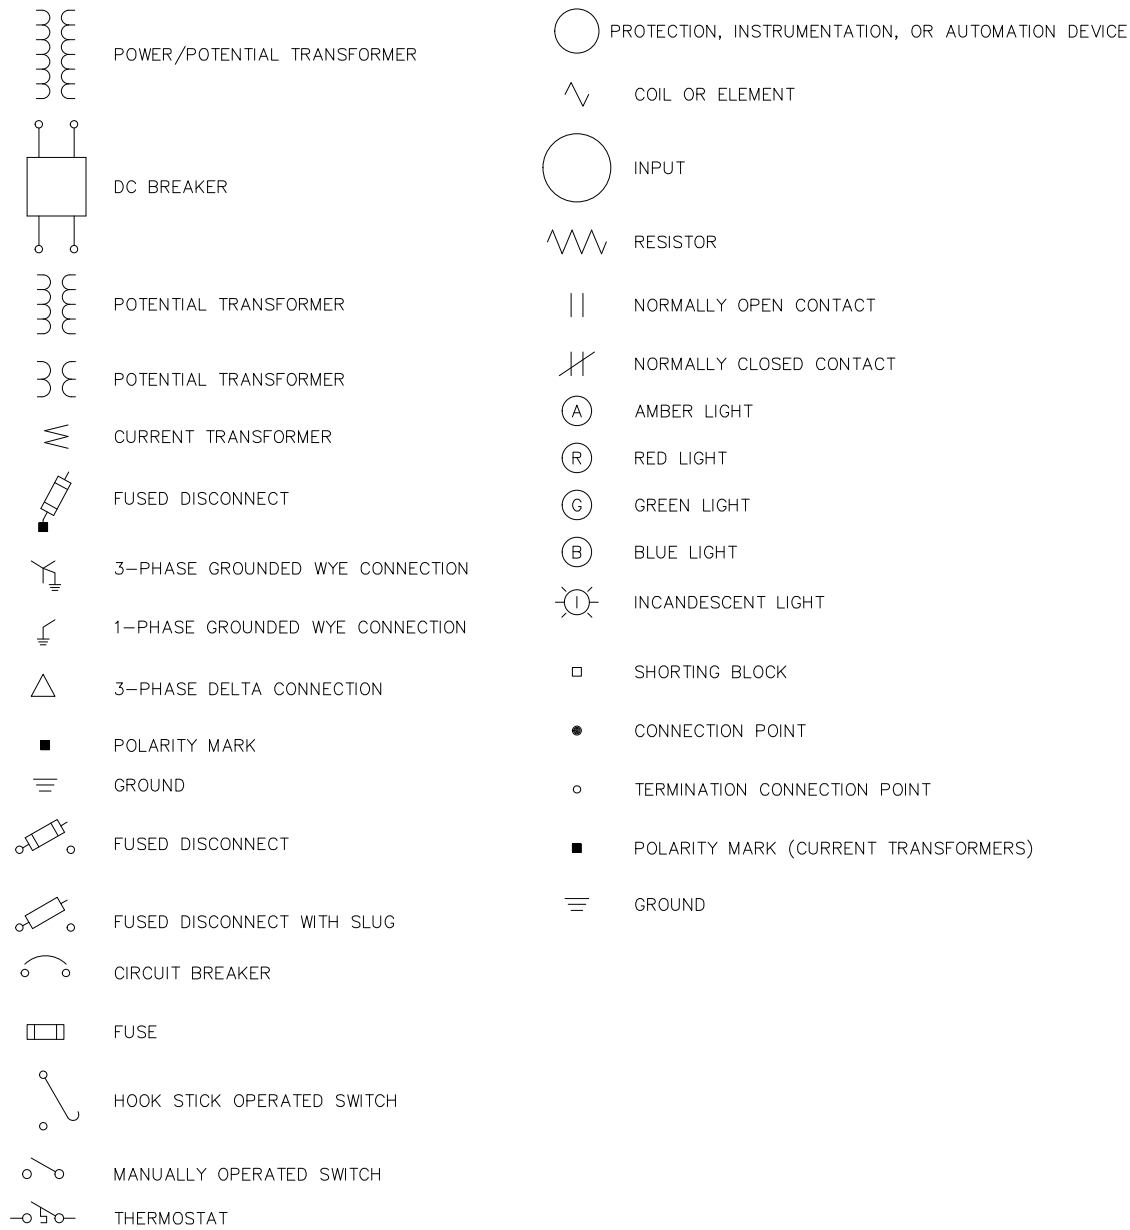 POWER/POTENTIAL TRANSFORMER
DC BREAKER
POTENTIAL TRANSFORMER
POTENTIAL TRANSFORMER
CURRENT TRANSFORMER
FUSED DISCONNECT
3-PHASE GROUNDED WYE CONNECTION
1-PHASE GROUNDED WYE CONNECTION
3-PHASE DELTA CONNECTION
POLARITY MARK
GROUND
FUSED DISCONNECT
FUSED DISCONNECT WITH SLUG
CIRCUIT BREAKER
FUSE
HOOK STICK OPERATED SWITCH
MANUALLY OPERATED SWITCH
THERMOSTAT
PROTECTION, INSTRUMENTATION, OR AUTOMATION DEVICE
COIL OR ELEMENT
INPUT
RESISTOR
NORMALLY OPEN CONTACT
NORMALLY CLOSED CONTACT
A AMBER LIGHT
R RED LIGHT
G GREEN LIGHT
B BLUE LIGHT
I INCANDESCENT LIGHT
SHORTING BLOCK
CONNECTION POINT
TERMINATION CONNECTION POINT
POLARITY MARK (CURRENT TRANSFORMERS)
GROUND